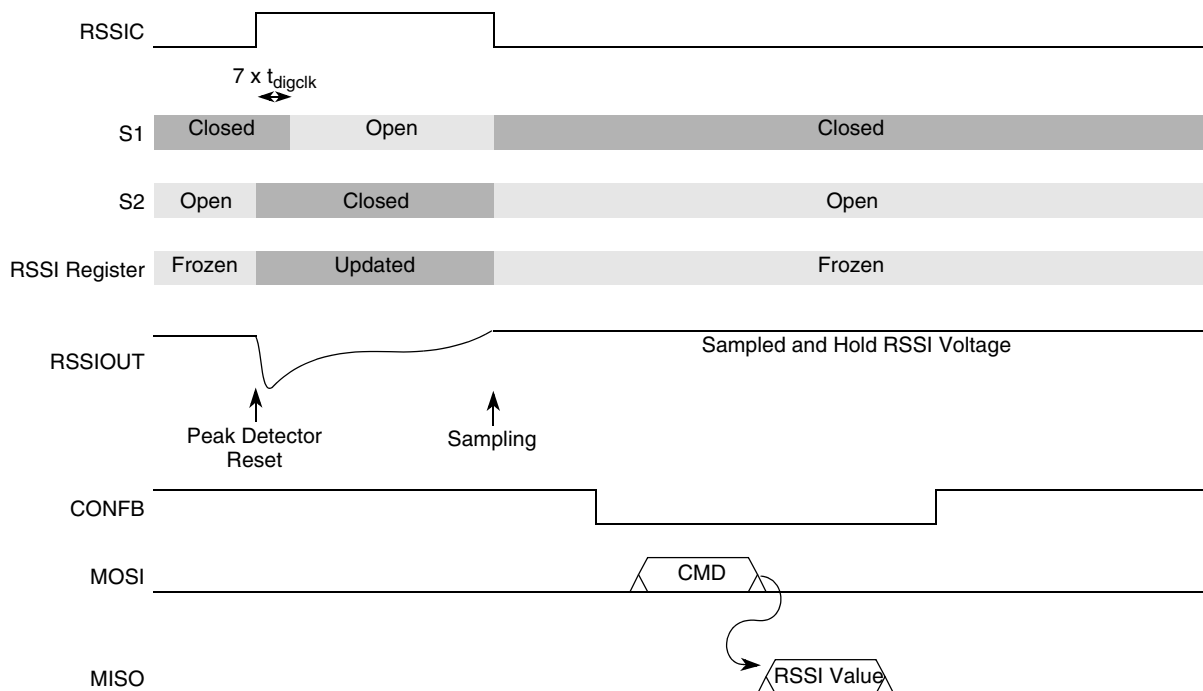 RSSIC
7 x tdigclk
S1 Closed Open Closed
S2 Open Closed Open
RSSI Register Frozen Updated Frozen
RSSIOUT Sampled and Hold RSSI Voltage
Peak Detector
Reset
Sampling
CONFB
MOSI CMD
MISO RSSI Value